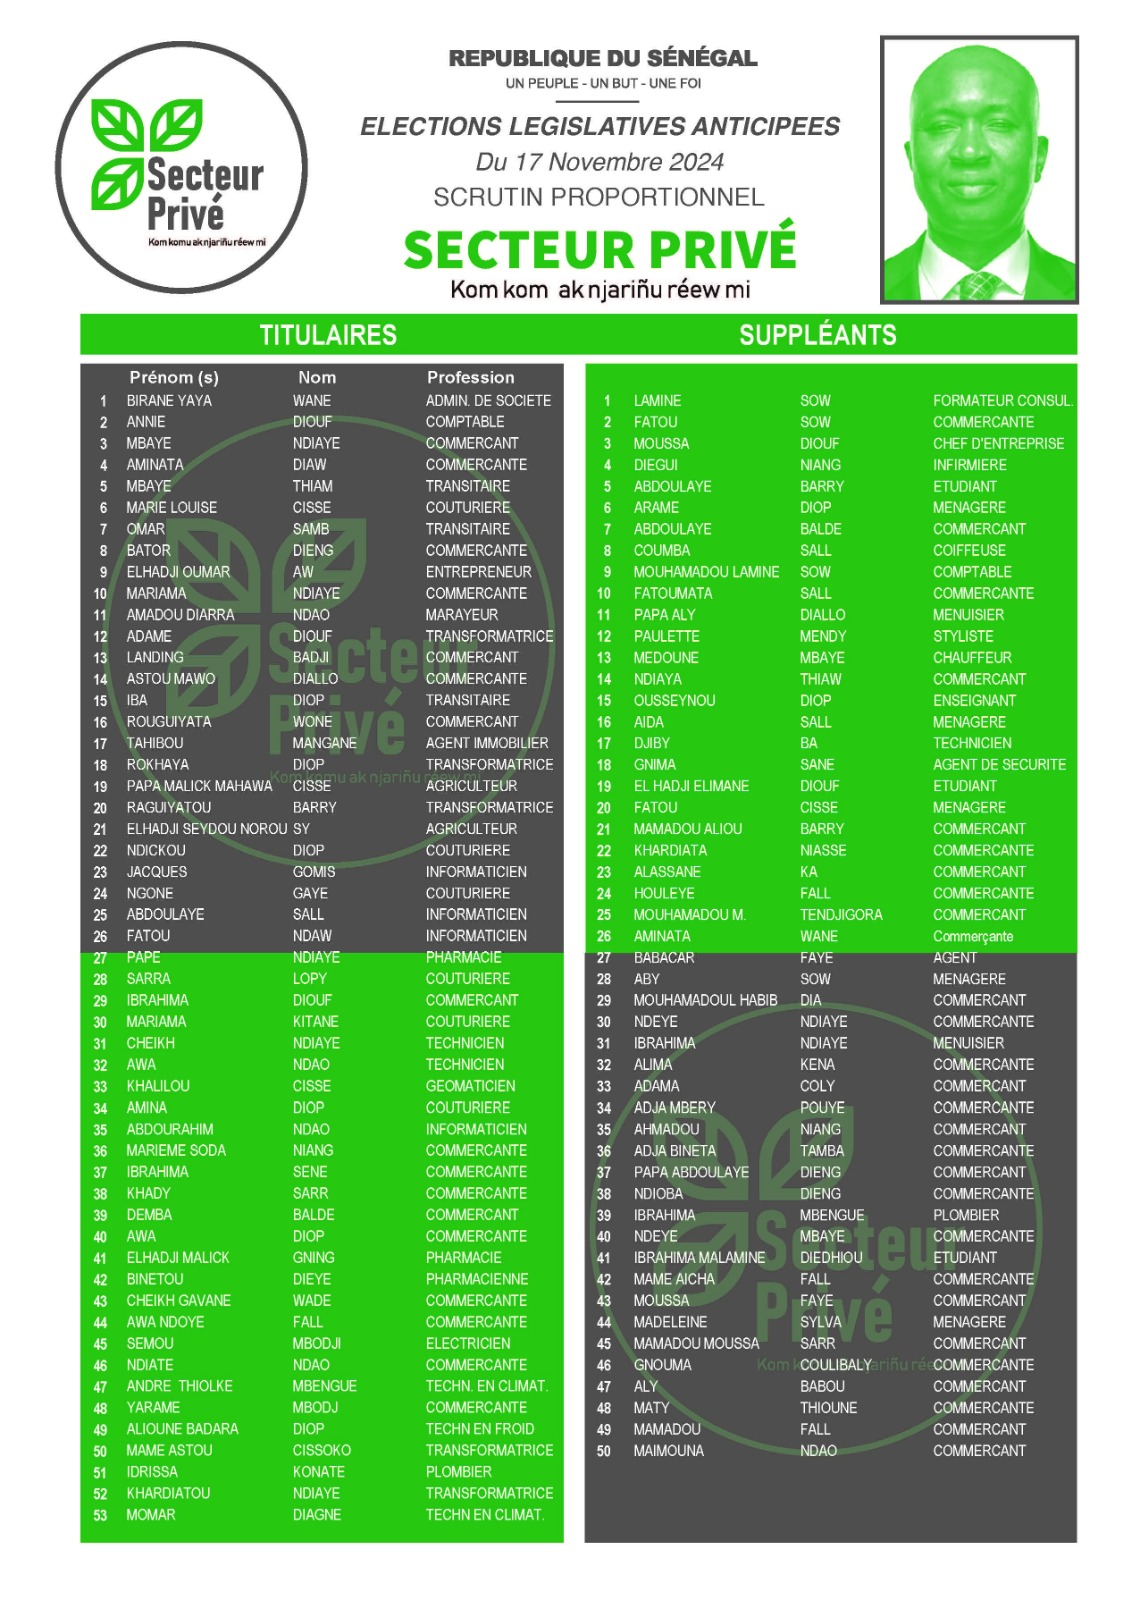 Secteur
Privé
Kom komu ak njariñu réew mi
REPUBLIQUE DU SÉNÉGAL
UN PEUPLE - UN BUT - UNE FOI
ELECTIONS LEGISLATIVES ANTICIPEES
Du 17 Novembre 2024
SCRUTIN PROPORTIONNEL
SECTEUR PRIVÉ
Kom kom ak njariñu réew mi
TITULAIRES
Prénom (s) Nom Profession
1 BIRANE YAYA WANE ADMIN. DE SOCIETE
2 ANNIE DIOUF COMPTABLE
3 MBAYE NDIAYE COMMERCANT
4 AMINATA DIAW COMMERCANTE
5 MBAYE THIAM TRANSITAIRE
6 MARIE LOUISE CISSE COUTURIERE
7 OMAR SAMB TRANSITAIRE
8 BATOR DIENG COMMERCANTE
9 ELHADJI OUMAR AW ENTREPRENEUR
10 MARIAMA NDIAYE COMMERCANTE
11 AMADOU DIARRA NDAO MARAYEUR
12 ADAME DIOUF TRANSFORMATRICE
13 LANDING BADJI COMMERCANT
14 ASTOU MAWO DIALLO COMMERCANTE
15 IBA DIOP TRANSITAIRE
16 ROUGUIYATA WONE COMMERCANT
17 TAHIBOU MANGANE AGENT IMMOBILIER
18 ROKHAYA DIOP TRANSFORMATRICE
19 PAPA MALICK MAHAWA CISSE AGRICULTEUR
20 RAGUIYATOU BARRY TRANSFORMATRICE
21 ELHADJI SEYDOU NOROU SY AGRICULTEUR
22 NDICKOU DIOP COUTURIERE
23 JACQUES GOMIS INFORMATICIEN
24 NGONE GAYE COUTURIERE
25 ABDOULAYE SALL INFORMATICIEN
26 FATOU NDAW INFORMATICIEN
27 PAPE NDIAYE PHARMACIE
28 SARRA LOPY COUTURIERE
29 IBRAHIMA DIOUF COMMERCANT
30 MARIAMA KITANE COUTURIERE
31 CHEIKH NDIAYE TECHNICIEN
32 AWA NDAO TECHNICIEN
33 KHALILOU CISSE GEOMATICIEN
34 AMINA DIOP COUTURIERE
35 ABDOURAHIM NDAO INFORMATICIEN
36 MARIEME SODA NIANG COMMERCANTE
37 IBRAHIMA SENE COMMERCANTE
38 KHADY SARR COMMERCANTE
39 DEMBA BALDE COMMERCANT
40 AWA DIOP COMMERCANTE
41 ELHADJI MALICK GNING PHARMACIE
42 BINETOU DIEYE PHARMACIENNE
43 CHEIKH GAVANE WADE COMMERCANTE
44 AWA NDOYE FALL COMMERCANTE
45 SEMOU MBODJI ELECTRICIEN
46 NDIATE NDAO COMMERCANTE
47 ANDRE THIOLKE MBENGUE TECHN. EN CLIMAT.
48 YARAME MBODJ COMMERCANTE
49 ALIOUNE BADARA DIOP TECHN EN FROID
50 MAME ASTOU CISSOKO TRANSFORMATRICE
51 IDRISSA KONATE PLOMBIER
52 KHARDIATOU NDIAYE TRANSFORMATRICE
53 MOMAR DIAGNE TECHN EN CLIMAT.
SUPPLÉANTS
1 LAMINE SOW FORMATEUR CONSUL.
2 FATOU SOW COMMERCANTE
3 MOUSSA DIOUF CHEF D'ENTREPRISE
4 DIEGUI NIANG INFIRMIERE
5 ABDOULAYE BARRY ETUDIANT
6 ARAME DIOP MENAGERE
7 ABDOULAYE BALDE COMMERCANT
8 COUMBA SALL COIFFEUSE
9 MOUHAMADOU LAMINE SOW COMPTABLE
10 FATOUMATA SALL COMMERCANTE
11 PAPA ALY DIALLO MENUISIER
12 PAULETTE MENDY STYLISTE
13 MEDOUNE MBAYE CHAUFFEUR
14 NDIAYA THIAW COMMERCANT
15 OUSSEYNOU DIOP ENSEIGNANT
16 AIDA SALL MENAGERE
17 DJIBY BA TECHNICIEN
18 GNIMA SANE AGENT DE SECURITE
19 EL HADJI ELIMANE DIOUF ETUDIANT
20 FATOU CISSE MENAGERE
21 MAMADOU ALIOU BARRY COMMERCANT
22 KHARDIATA NIASSE COMMERCANTE
23 ALASSANE KA COMMERCANT
24 HOULEYE FALL COMMERCANTE
25 MOUHAMADOU M. TENDJIGORA COMMERCANT
26 AMINATA WANE Commerçante
27 BABACAR FAYE AGENT
28 ABY SOW MENAGERE
29 MOUHAMADOUL HABIB DIA COMMERCANT
30 NDEYE NDIAYE COMMERCANTE
31 IBRAHIMA NDIAYE MENUISIER
32 ALIMA KENA COMMERCANTE
33 ADAMA COLY COMMERCANT
34 ADJA MBERY POUYE COMMERCANTE
35 AHMADOU NIANG COMMERCANT
36 ADJA BINETA TAMBA COMMERCANTE
37 PAPA ABDOULAYE DIENG COMMERCANT
38 NDIOBA DIENG COMMERCANTE
39 IBRAHIMA MBENGUE PLOMBIER
40 NDEYE MBAYE COMMERCANTE
41 IBRAHIMA MALAMINE DIEDHIOU ETUDIANT
42 MAME AICHA FALL COMMERCANTE
43 MOUSSA FAYE COMMERCANT
44 MADELEINE SYLVA MENAGERE
45 MAMADOU MOUSSA SARR COMMERCANT
46 GNOUMA COULIBALY COMMERCANTE
47 ALY BABOU COMMERCANT
48 MATY THIOUNE COMMERCANTE
49 MAMADOU FALL COMMERCANT
50 MAIMOUNA NDAO COMMERCANT